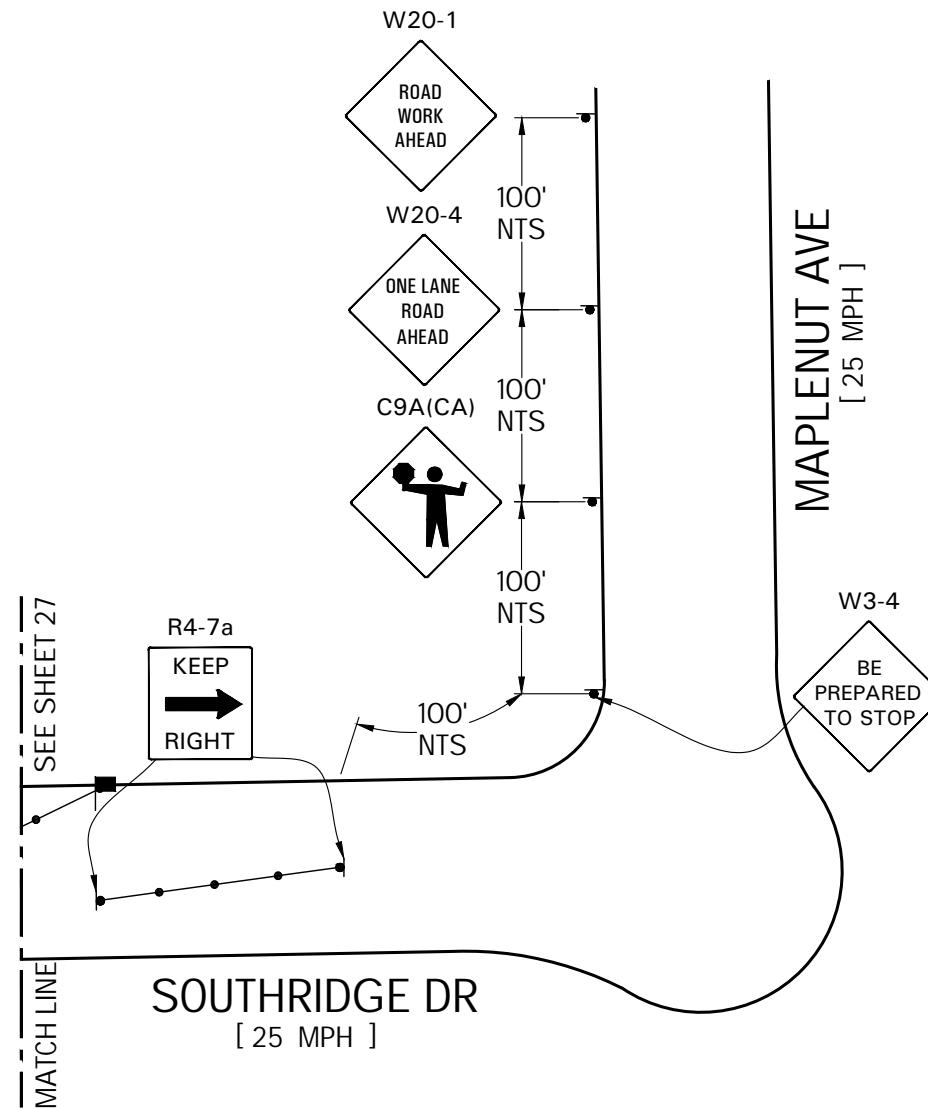 W20-1
ROAD
WORK
AHEAD
100'
NTS
W20-4
ONE LANE
ROAD
AHEAD
100'
NTS
C9A(CA)
100'
NTS
MAPLENUT AVE
[ 25 MPH ]
W3-4
BE
PREPARED
TO STOP
R4-7a
KEEP
RIGHT
100'
NTS
SEE SHEET 27
MATCH LINE
SOUTHRIDGE DR
[ 25 MPH ]